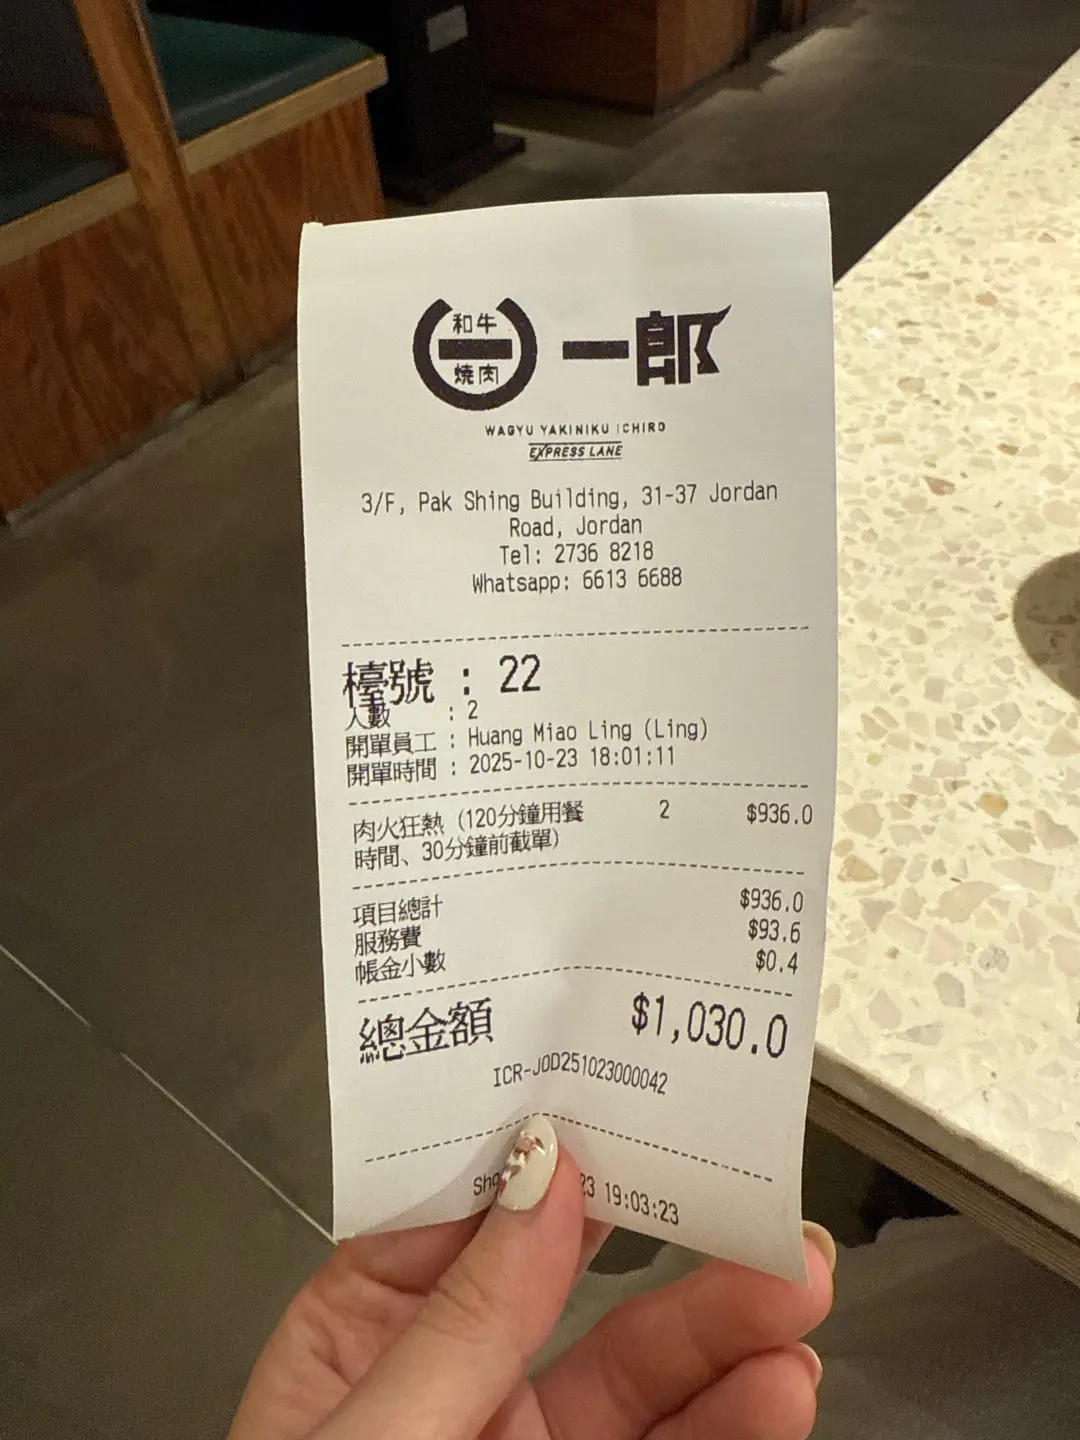 和牛
燒肉
一郎
WAGYU YAKINIKU ICHIRO
EXPRESS LANE
3/F, Pak Shing Building, 31-37 Jordan
Road, Jordan
Tel: 2736 8218
Whatsapp: 6613 6688
檯號 : 22
人數 : 2
開單員工 : Huang Miao Ling (Ling)
開單時間 : 2025-10-23 18:01:11
肉火狂熱 (120分鐘用餐 2 $936.0
時間、30分鐘前截單)
項目總計 $936.0
服務費 $93.6
帳金小數 $0.4
總金額 $1,030.0
ICR-JOD251023000042
23 19:03:23